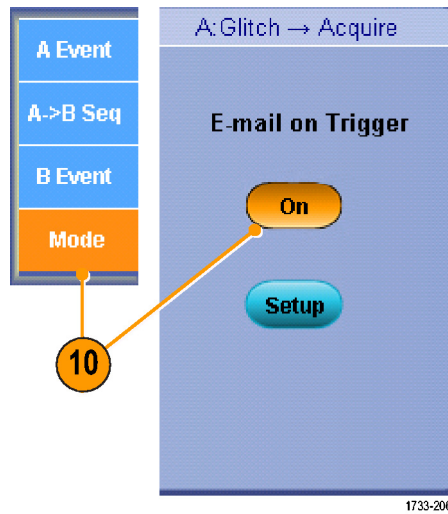 A Event
A->B Seq
B Event
Mode
10
A:Glitch → Acquire
E-mail on Trigger
On
Setup